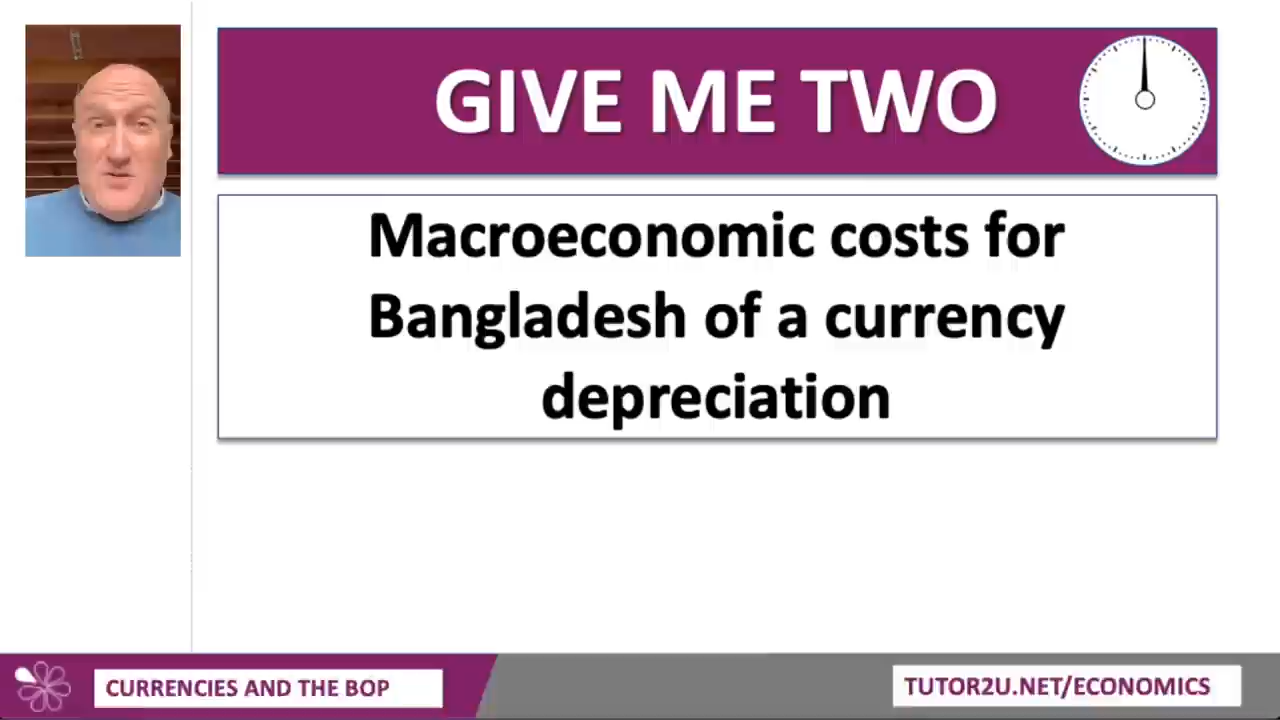 GIVE ME TWO
Macroeconomic costs for
Bangladesh of a currency
depreciation
CURRENCIES AND THE BOP
TUTOR2U.NET/ECONOMICS